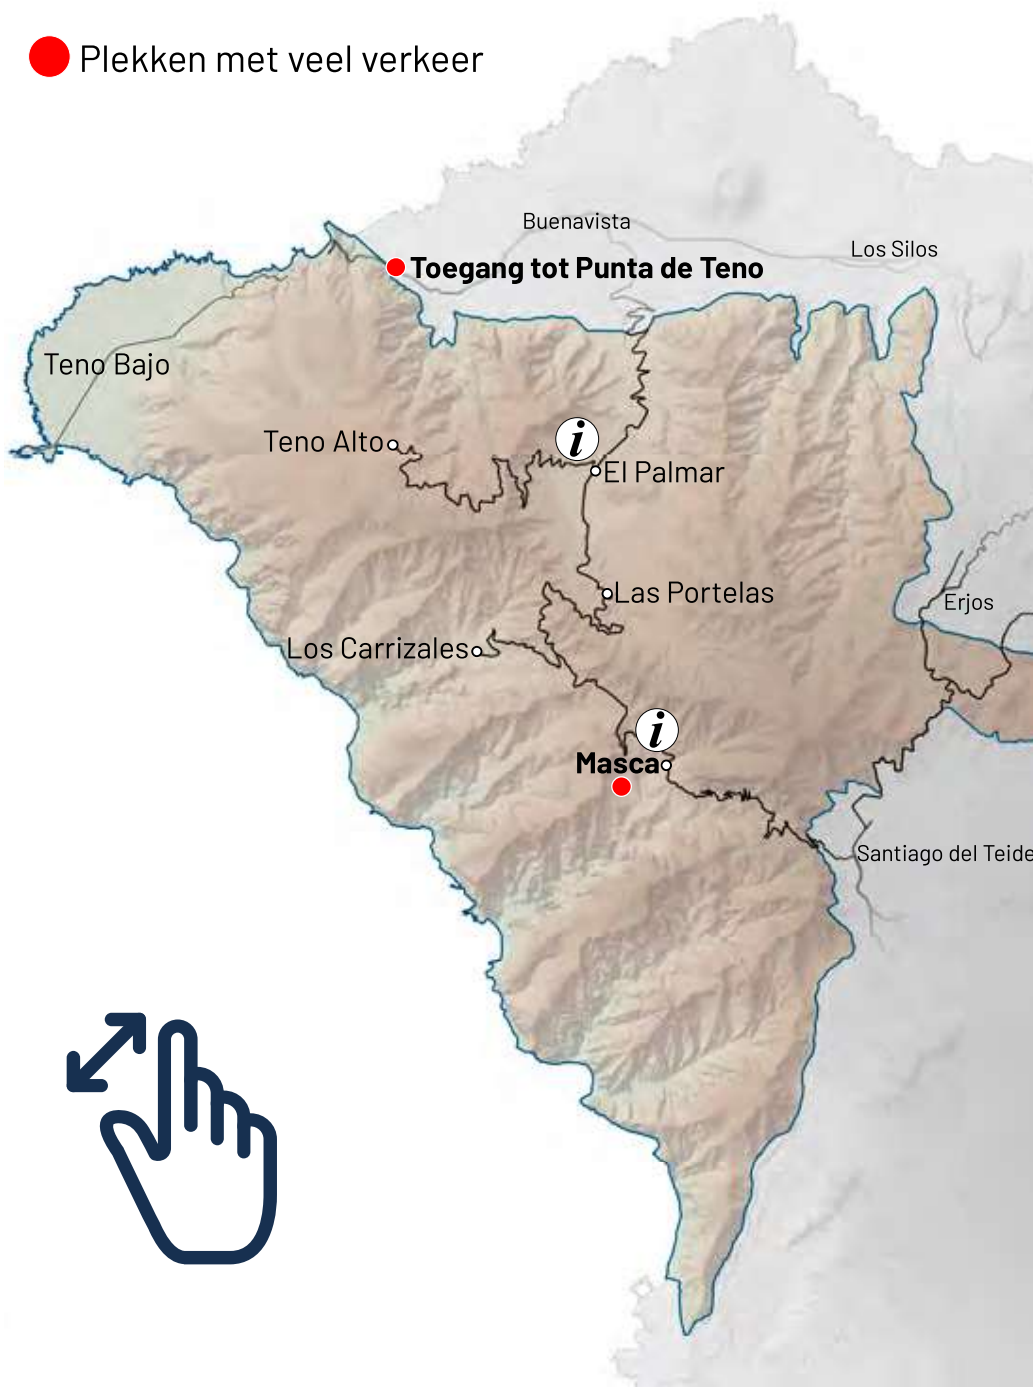 Plekken met veel verkeer
Buenavista
Los Silos
Toegang tot Punta de Teno
Teno Bajo
Teno Alto
i
El Palmar
Las Portelas
Erjos
Los Carrizales
i
Masca
Santiago del Teide